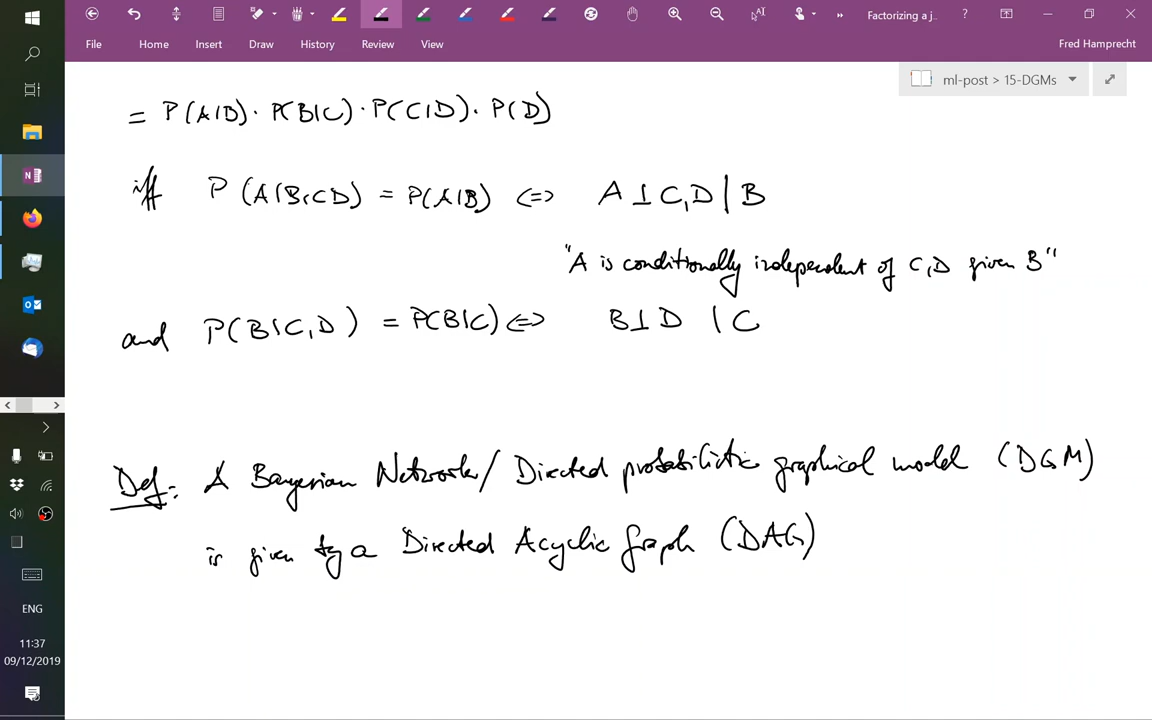 Factorizing a j...
?
File Home Insert Draw History Review View
Fred Hamprecht
ml-post > 15-DGMs
= P(A|B) · P(B|C) · P(C|D) · P(D)
iff P(A|B,CD) = P(A|B) <=> A ⊥ C,D | B
"A is conditionally independent of C,D given B"
and P(B|C,D) = P(B|C) <=> B ⊥ D | C
Def: A Bayesian Network/ Directed probabilistic graphical model (DGM)
is given by a Directed Acyclic Graph (DAG)
ENG
11:37
09/12/2019